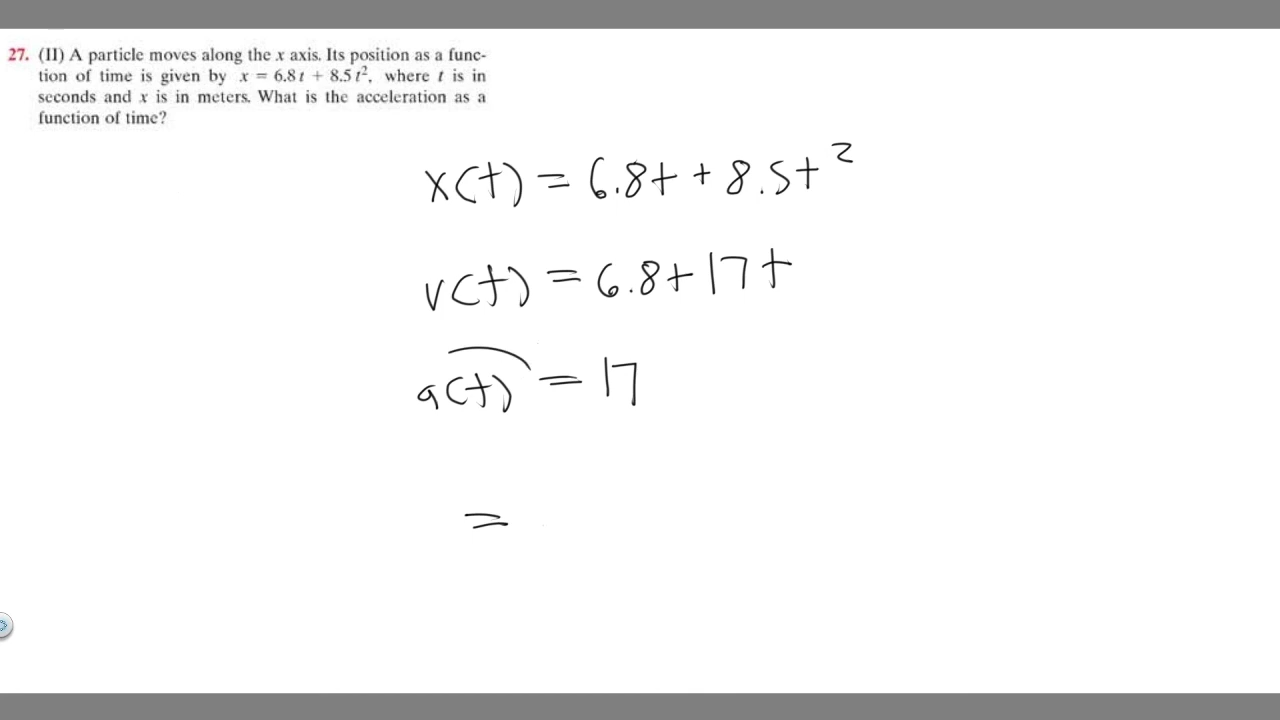 27. (II) A particle moves along the x axis. Its position as a func-
tion of time is given by x = 6.8t + 8.5t², where t is in
seconds and x is in meters. What is the acceleration as a
function of time?
x(t) = 6.8t + 8.5t²
v(t) = 6.8+17t
a(t) = 17
=